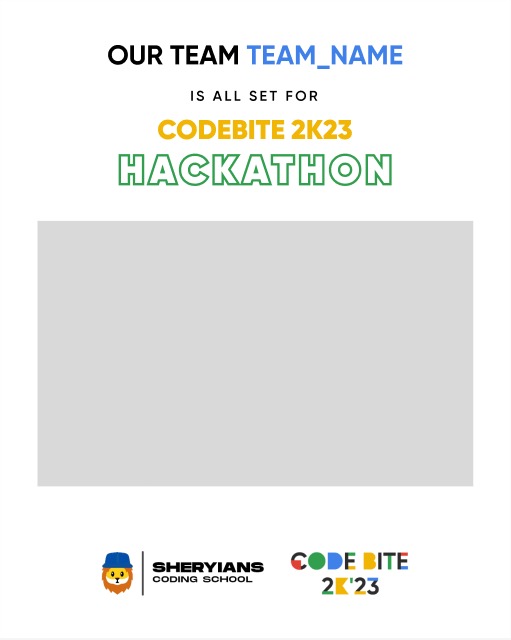 OUR TEAM TEAM_NAME
IS ALL SET FOR
CODEBITE 2K23
HACKATHON
SHERYIANS
CODING SCHOOL
CODE BITE
2K'23